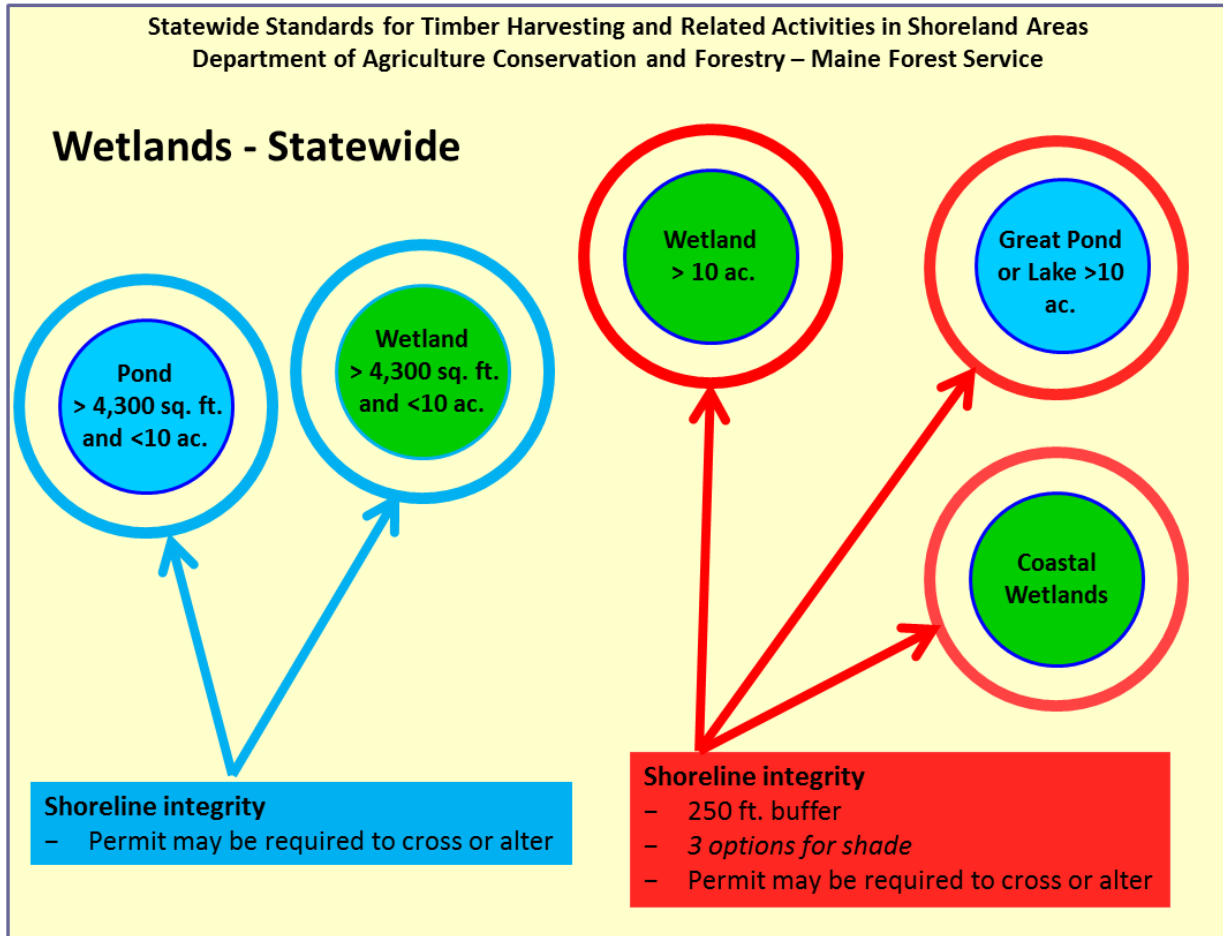 Statewide Standards for Timber Harvesting and Related Activities in Shoreland Areas
Department of Agriculture Conservation and Forestry – Maine Forest Service
Wetlands - Statewide
Pond
> 4,300 sq. ft.
and <10 ac.
Wetland
> 4,300 sq. ft.
and <10 ac.
Wetland
> 10 ac.
Great Pond
or Lake >10
ac.
Coastal
Wetlands
Shoreline integrity
– Permit may be required to cross or alter
Shoreline integrity
– 250 ft. buffer
– 3 options for shade
– Permit may be required to cross or alter